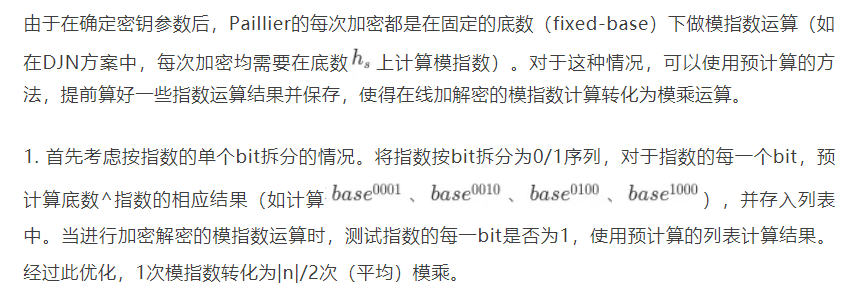 由于在确定密钥参数后，Paillier的每次加密都是在固定的底数（fixed-base）下做模指数运算（如
在DJN方案中，每次加密均需要在底数hₛ上计算模指数）。对于这种情况，可以使用预计算的方
法，提前算好一些指数运算结果并保存，使得在线加解密的模指数计算转化为模乘运算。
1. 首先考虑按指数的单个bit拆分的情况。将指数按bit拆分为0/1序列，对于指数的每一个bit，预
计算底数^指数的相应结果（如计算 base⁰⁰⁰¹ 、 base⁰⁰¹⁰ 、 base⁰¹⁰⁰ 、 base¹⁰⁰⁰ ），并存入列表
中。当进行加密解密的模指数运算时，测试指数的每一bit是否为1，使用预计算的列表计算结果。
经过此优化，1次模指数转化为|n|/2次（平均）模乘。